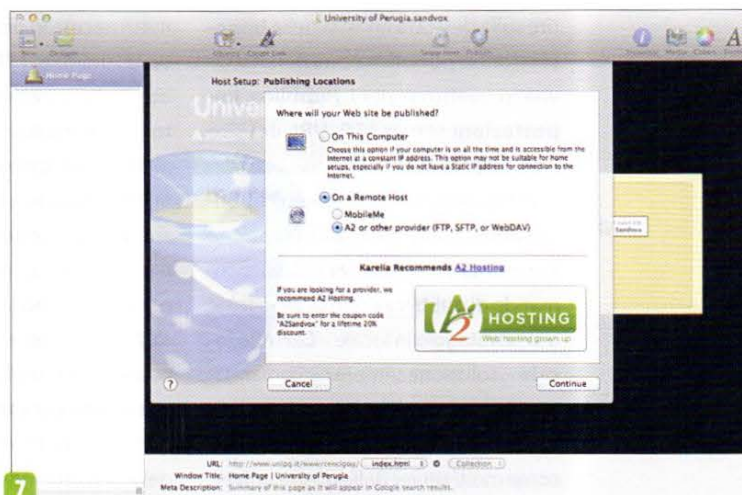 University of Perugia.sandvox
Home Page
Host Setup: Publishing Locations
Where will your Web site be published?
On This Computer
Choose this option if your computer is on all the time and is accessible from the
Internet at a constant IP address. This option may not be suitable for home
setups, especially if you do not have a Static IP address for connection to the
Internet.
On a Remote Host
MobileMe
A2 or other provider (FTP, SFTP, or WebDAV)
Karelia Recommends A2 Hosting
If you are looking for a provider, we
recommend A2 Hosting.
Be sure to enter the coupon code
"A2Sandvox" for a lifetime 20%
discount.
A2 HOSTING
Web hosting grown up
?
Cancel
Continue
URL: http://www.unipg.it/ index.html Collection
Window Title: Home Page | University of Perugia
Meta Description: Summary of this page as it will appear in Google search results.
7